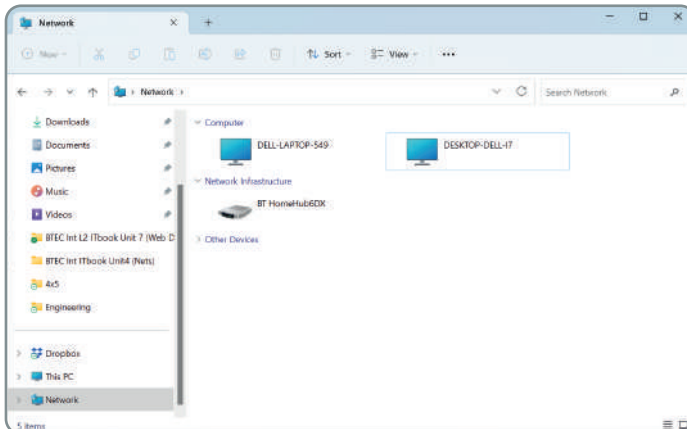 Network
New
Sort
View
Network
Search Network
Downloads
Documents
Pictures
Music
Videos
BTEC Int L2 ITbook Unit 7 (Web D
BTEC Int ITbook Unit4 (Nets)
4x5
Engineering
Dropbox
This PC
Network
Computer
DELL-LAPTOP-549
DESKTOP-DELL-I7
Network Infrastructure
BT HomeHub6DX
Other Devices
5 items